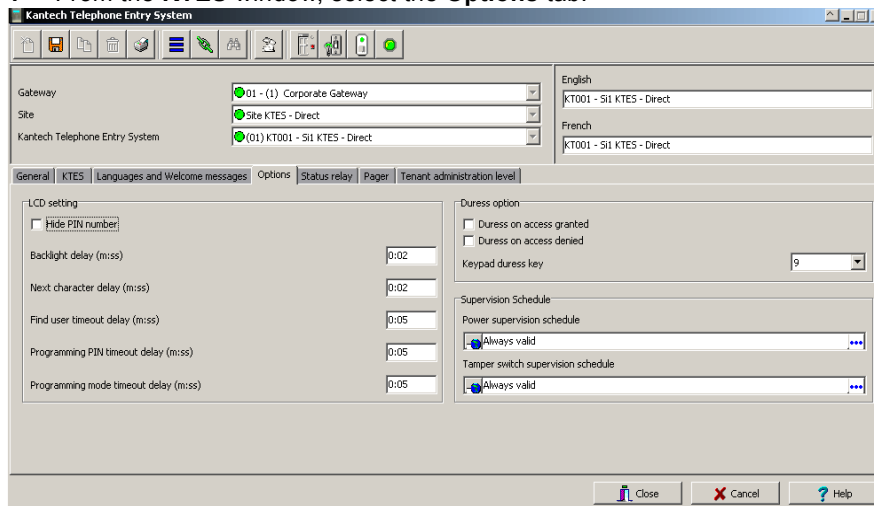 Kantech Telephone Entry System
Gateway
01 - (1) Corporate Gateway
Site
Site KTES - Direct
Kantech Telephone Entry System
(01) KT001 - Si1 KTES - Direct
English
KT001 - Si1 KTES - Direct
French
KT001 - Si1 KTES - Direct
General KTES Languages and Welcome messages Options Status relay Pager Tenant administration level
LCD setting
Hide PIN number
Backlight delay (m:ss) 0:02
Next character delay (m:ss) 0:02
Find user timeout delay (m:ss) 0:05
Programming PIN timeout delay (m:ss) 0:05
Programming mode timeout delay (m:ss) 0:05
Duress option
Duress on access granted
Duress on access denied
Keypad duress key 9
Supervision Schedule
Power supervision schedule
Always valid
Tamper switch supervision schedule
Always valid
Close Cancel Help